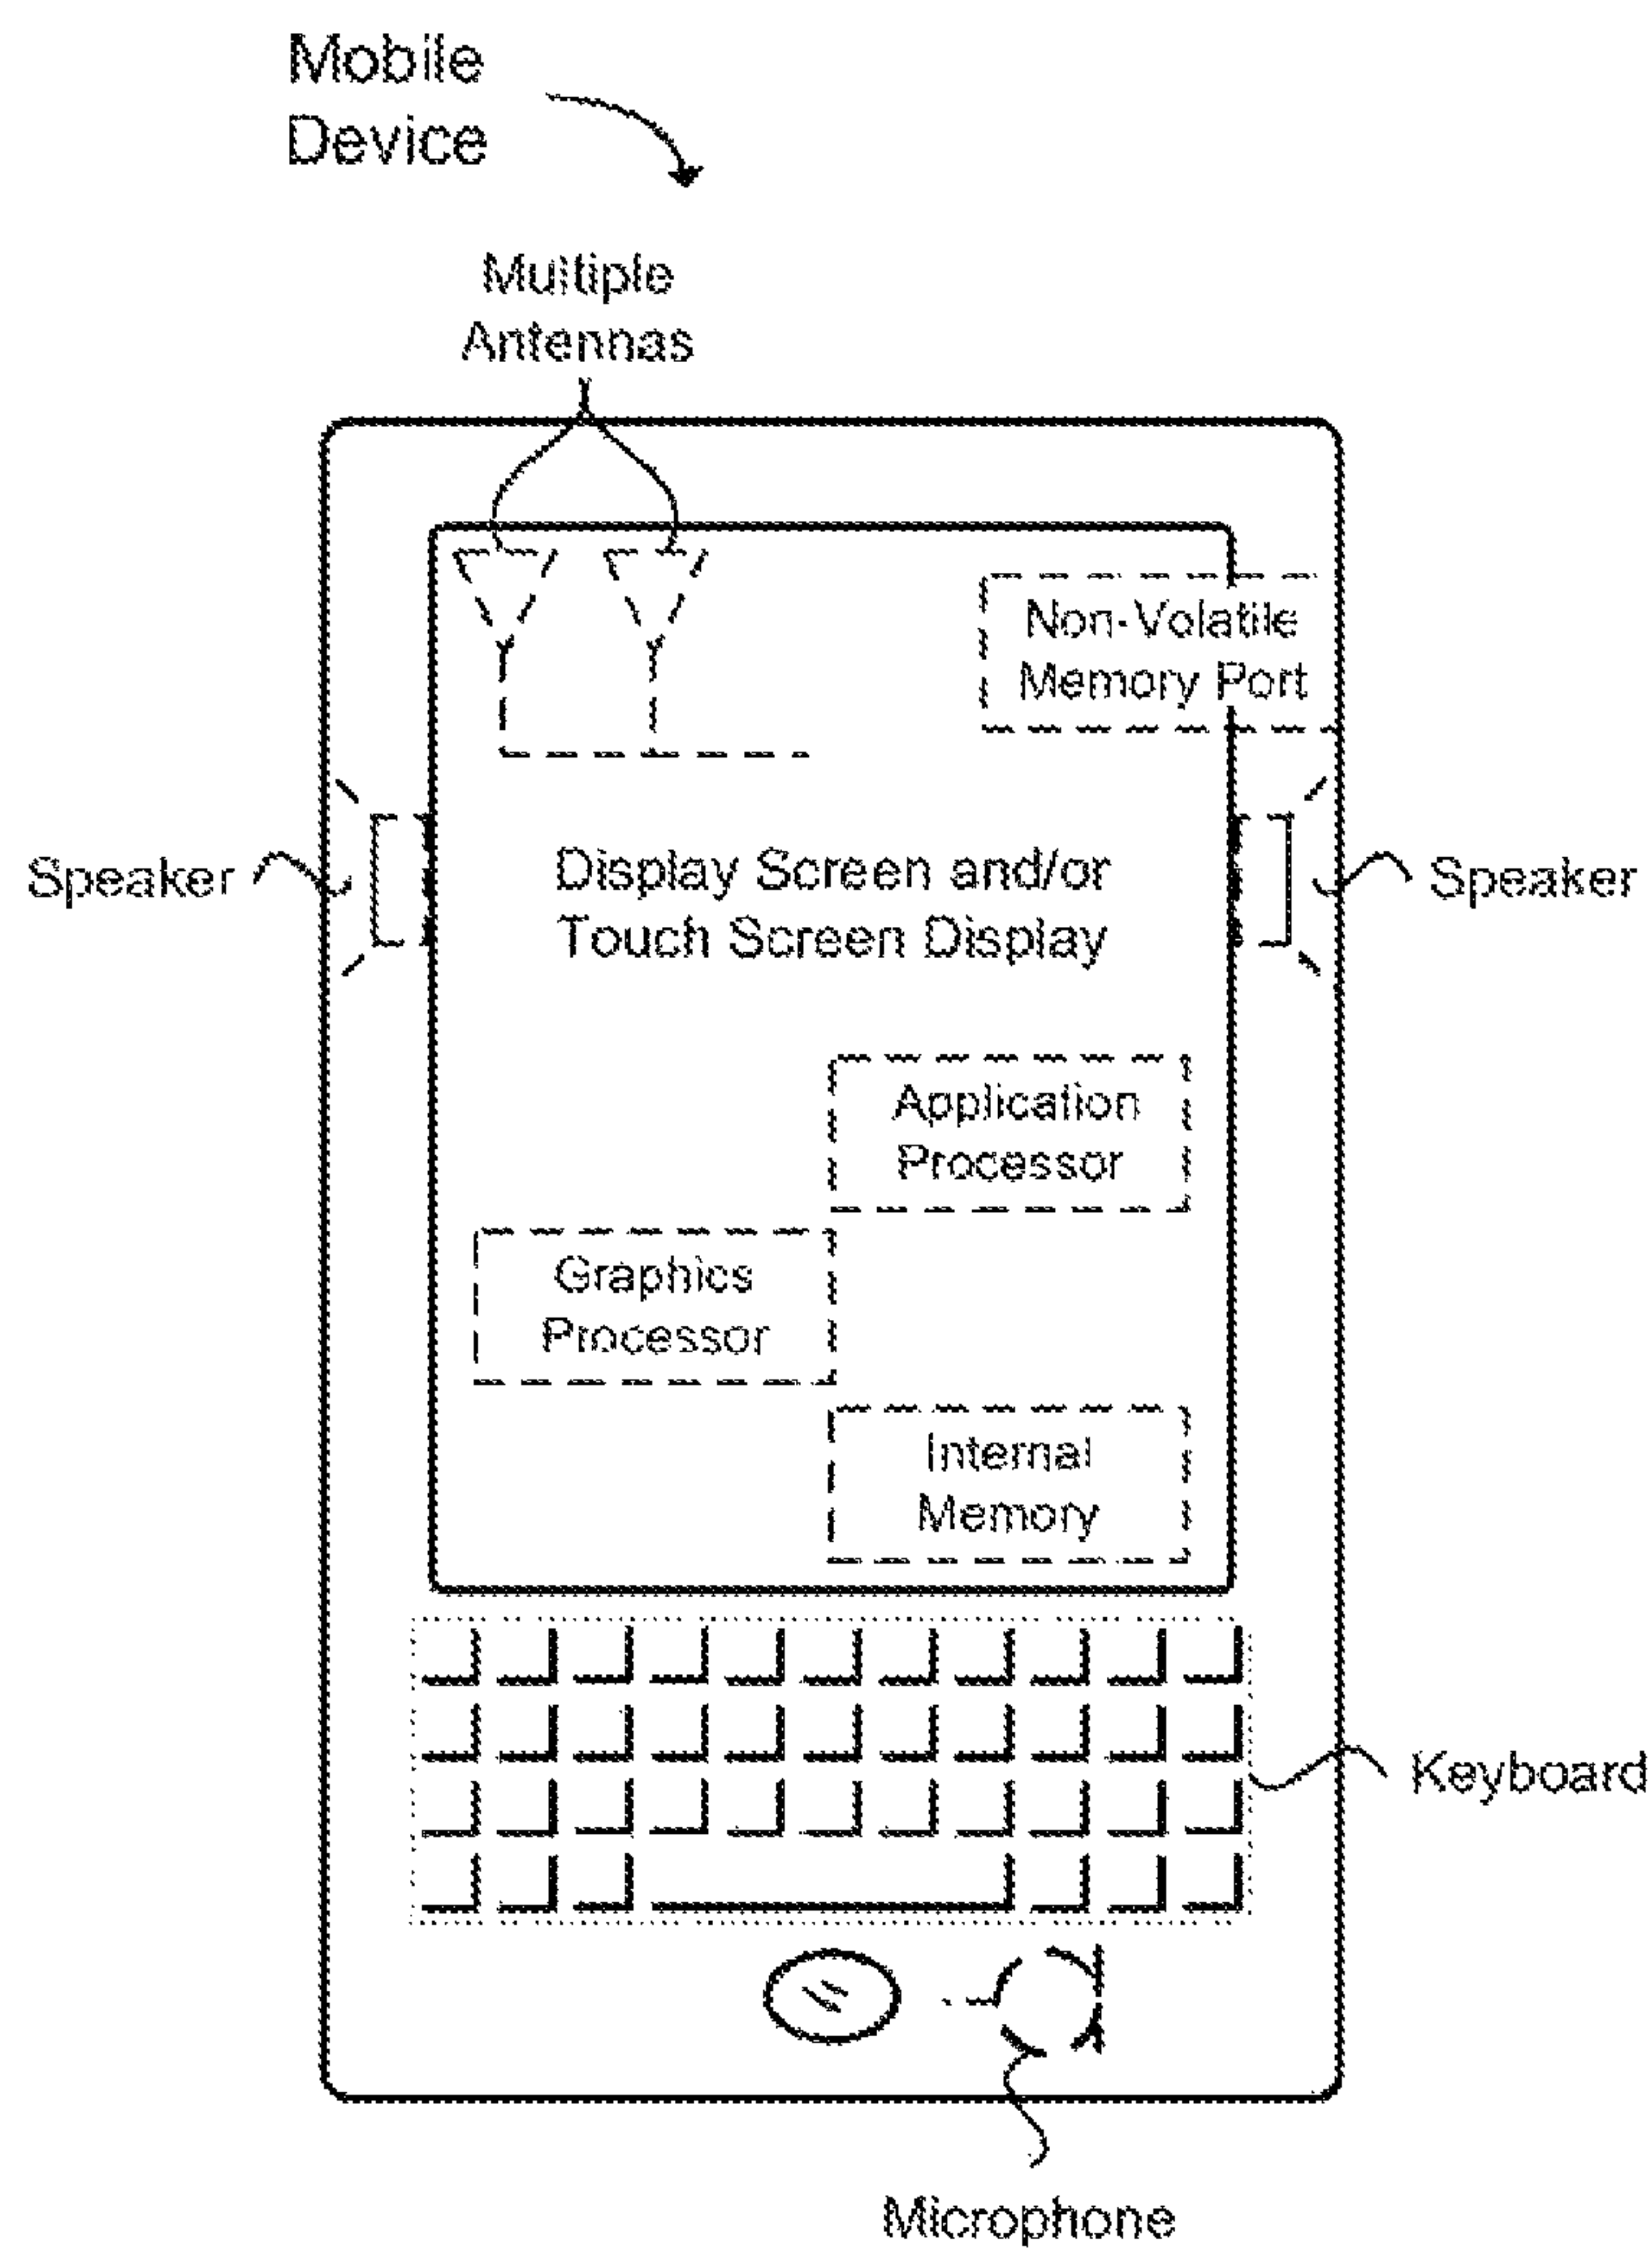 Mobile
Device
Multiple
Antennas
Non-Volatile
Memory Port
Speaker
Display Screen and/or
Touch Screen Display
Speaker
Application
Processor
Graphics
Processor
Internal
Memory
Keyboard
Microphone